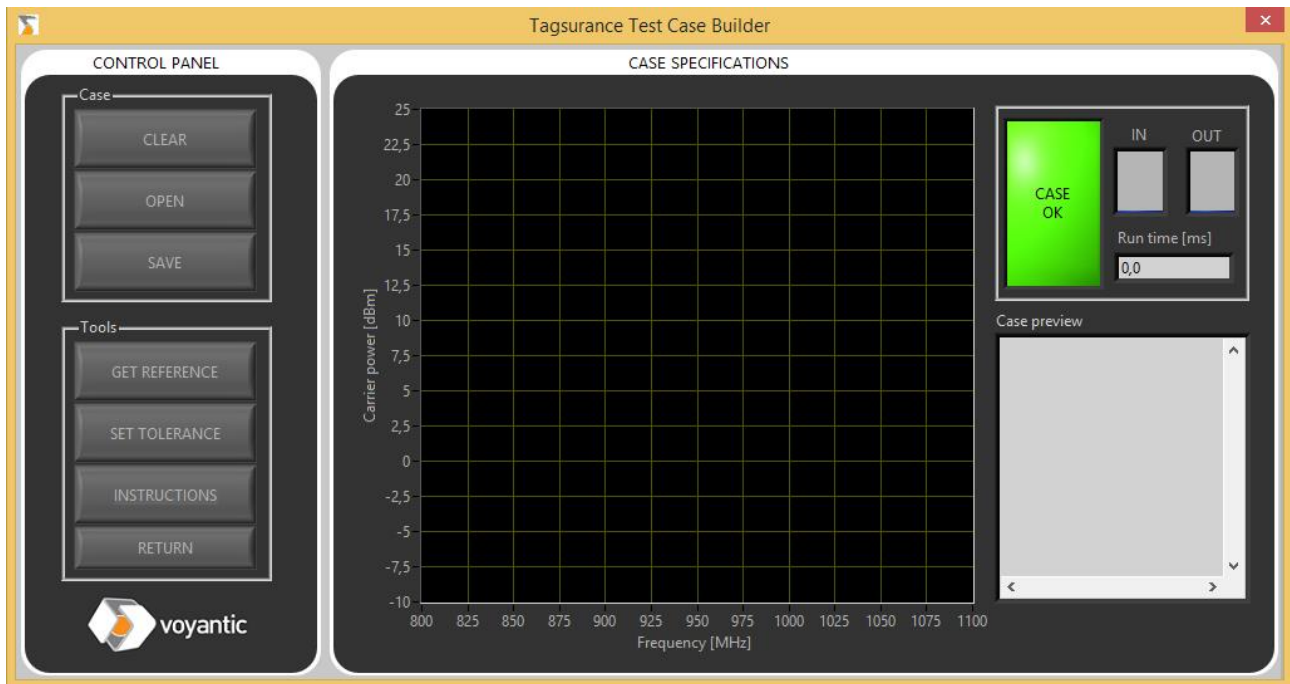 Tagsurance Test Case Builder
CONTROL PANEL
Case
CLEAR
OPEN
SAVE
Tools
GET REFERENCE
SET TOLERANCE
INSTRUCTIONS
RETURN
voyantic
CASE SPECIFICATIONS
Carrier power [dBm]
25
22,5
20
17,5
15
12,5
10
7,5
5
2,5
0
-2,5
-5
-7,5
-10
800 825 850 875 900 925 950 975 1000 1025 1050 1075 1100
Frequency [MHz]
CASE
OK
IN OUT
Run time [ms]
0,0
Case preview